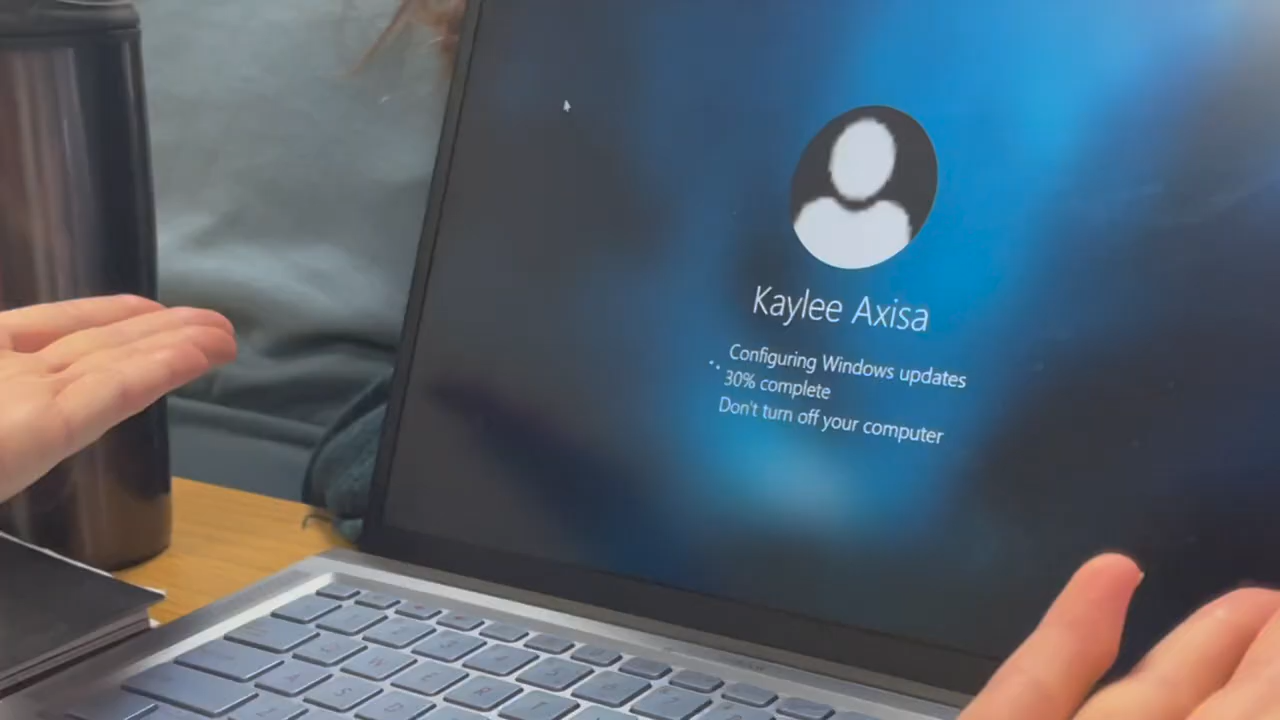 Kaylee Axisa
Configuring Windows updates
30% complete
Don't turn off your computer
W
E
R
T
A
S
D